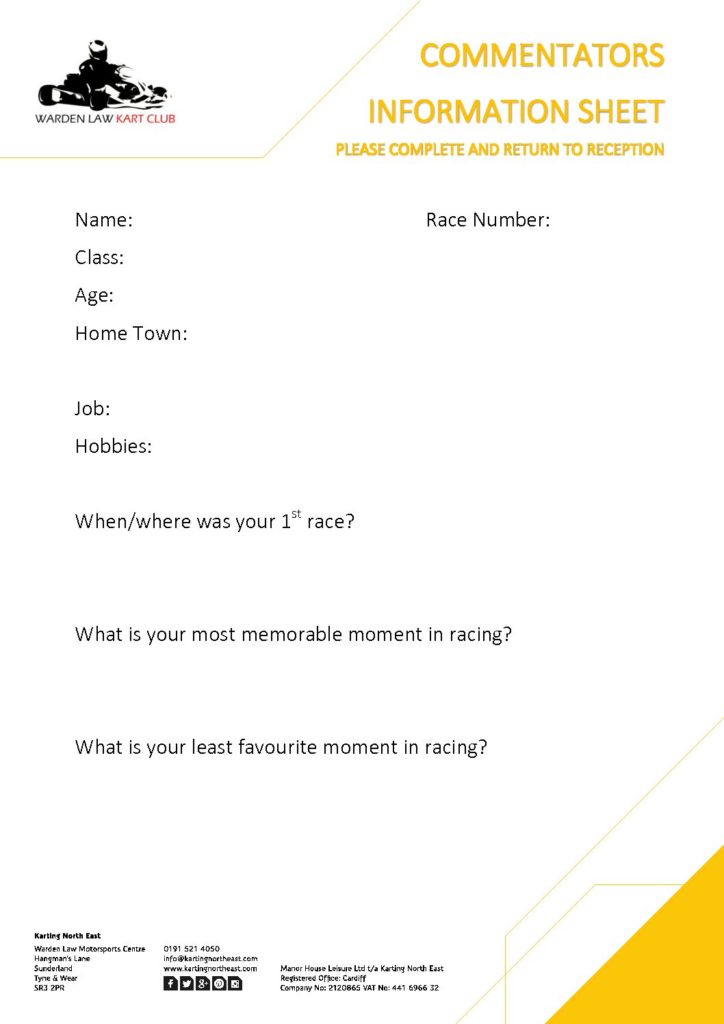 COMMENTATORS
INFORMATION SHEET
PLEASE COMPLETE AND RETURN TO RECEPTION
WARDEN LAW KART CLUB
Name: Race Number:
Class:
Age:
Home Town:
Job:
Hobbies:
When/where was your 1st race?
What is your most memorable moment in racing?
What is your least favourite moment in racing?
Karting North East
Warden Law Motorsports Centre 0191 521 4050
Hangman's Lane info@kartingnortheast.com
Sunderland www.kartingnortheast.com Manor House Leisure Ltd t/a Karting North East
Tyne & Wear Registered Office: Cardiff
SR3 2PR Company No: 2120865 VAT No: 441 6966 32